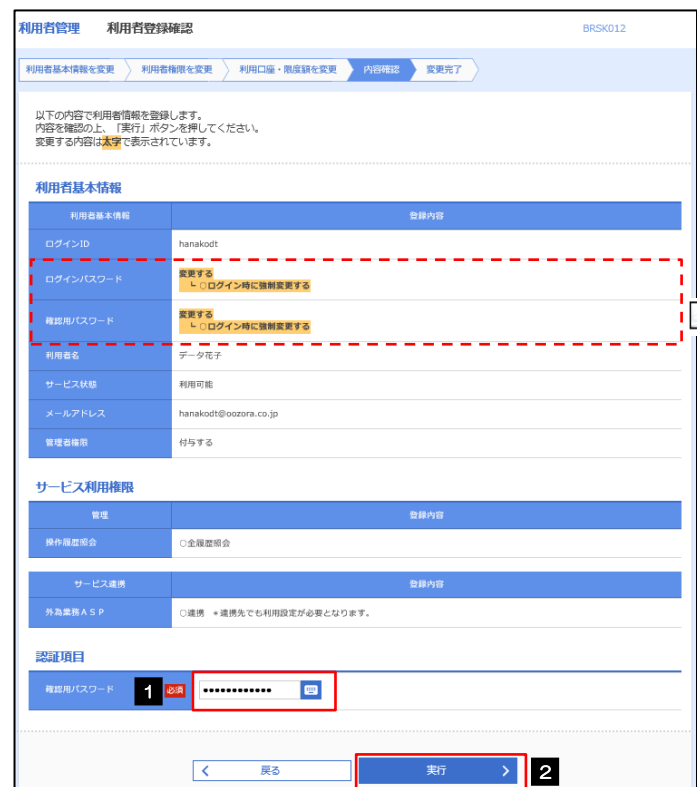 利用者管理 利用者登録確認 BRSK012
利用者基本情報を変更 利用者権限を変更 利用口座・限度額を変更 内容確認 変更完了
以下の内容で利用者情報を登録します。
内容を確認の上、「実行」ボタンを押してください。
変更する内容は太字で表示されています。
利用者基本情報
利用者基本情報 登録内容
ログインID hanakodt
ログインパスワード 変更する
└ ○ログイン時に強制変更する
確認用パスワード 変更する
└ ○ログイン時に強制変更する
利用者名 データ花子
サービス状態 利用可能
メールアドレス hanakodt@oozora.co.jp
管理者権限 付与する
サービス利用権限
管理 登録内容
操作履歴照会 ○全履歴照会
サービス連携 登録内容
外為業務ASP ○連携 *連携先でも利用設定が必要となります。
認証項目
確認用パスワード 1 必須 ●●●●●●●●●●●●
戻る 実行 2